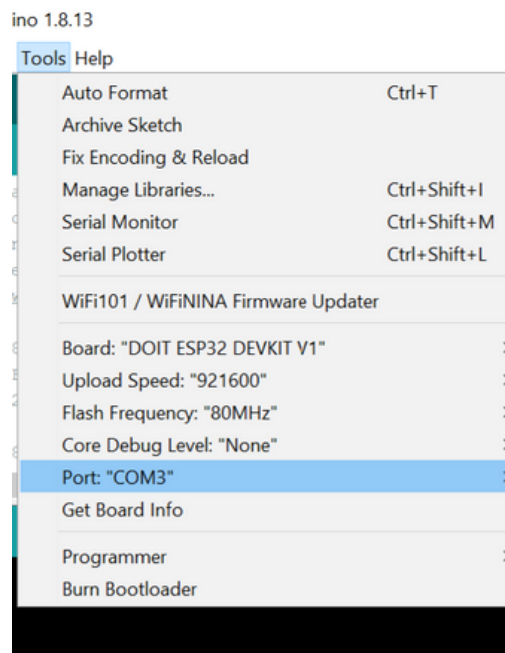 ino 1.8.13
Tools Help
Auto Format Ctrl+T
Archive Sketch
Fix Encoding & Reload
Manage Libraries... Ctrl+Shift+I
Serial Monitor Ctrl+Shift+M
Serial Plotter Ctrl+Shift+L
WiFi101 / WiFiNINA Firmware Updater
Board: "DOIT ESP32 DEVKIT V1"
Upload Speed: "921600"
Flash Frequency: "80MHz"
Core Debug Level: "None"
Port: "COM3"
Get Board Info
Programmer
Burn Bootloader